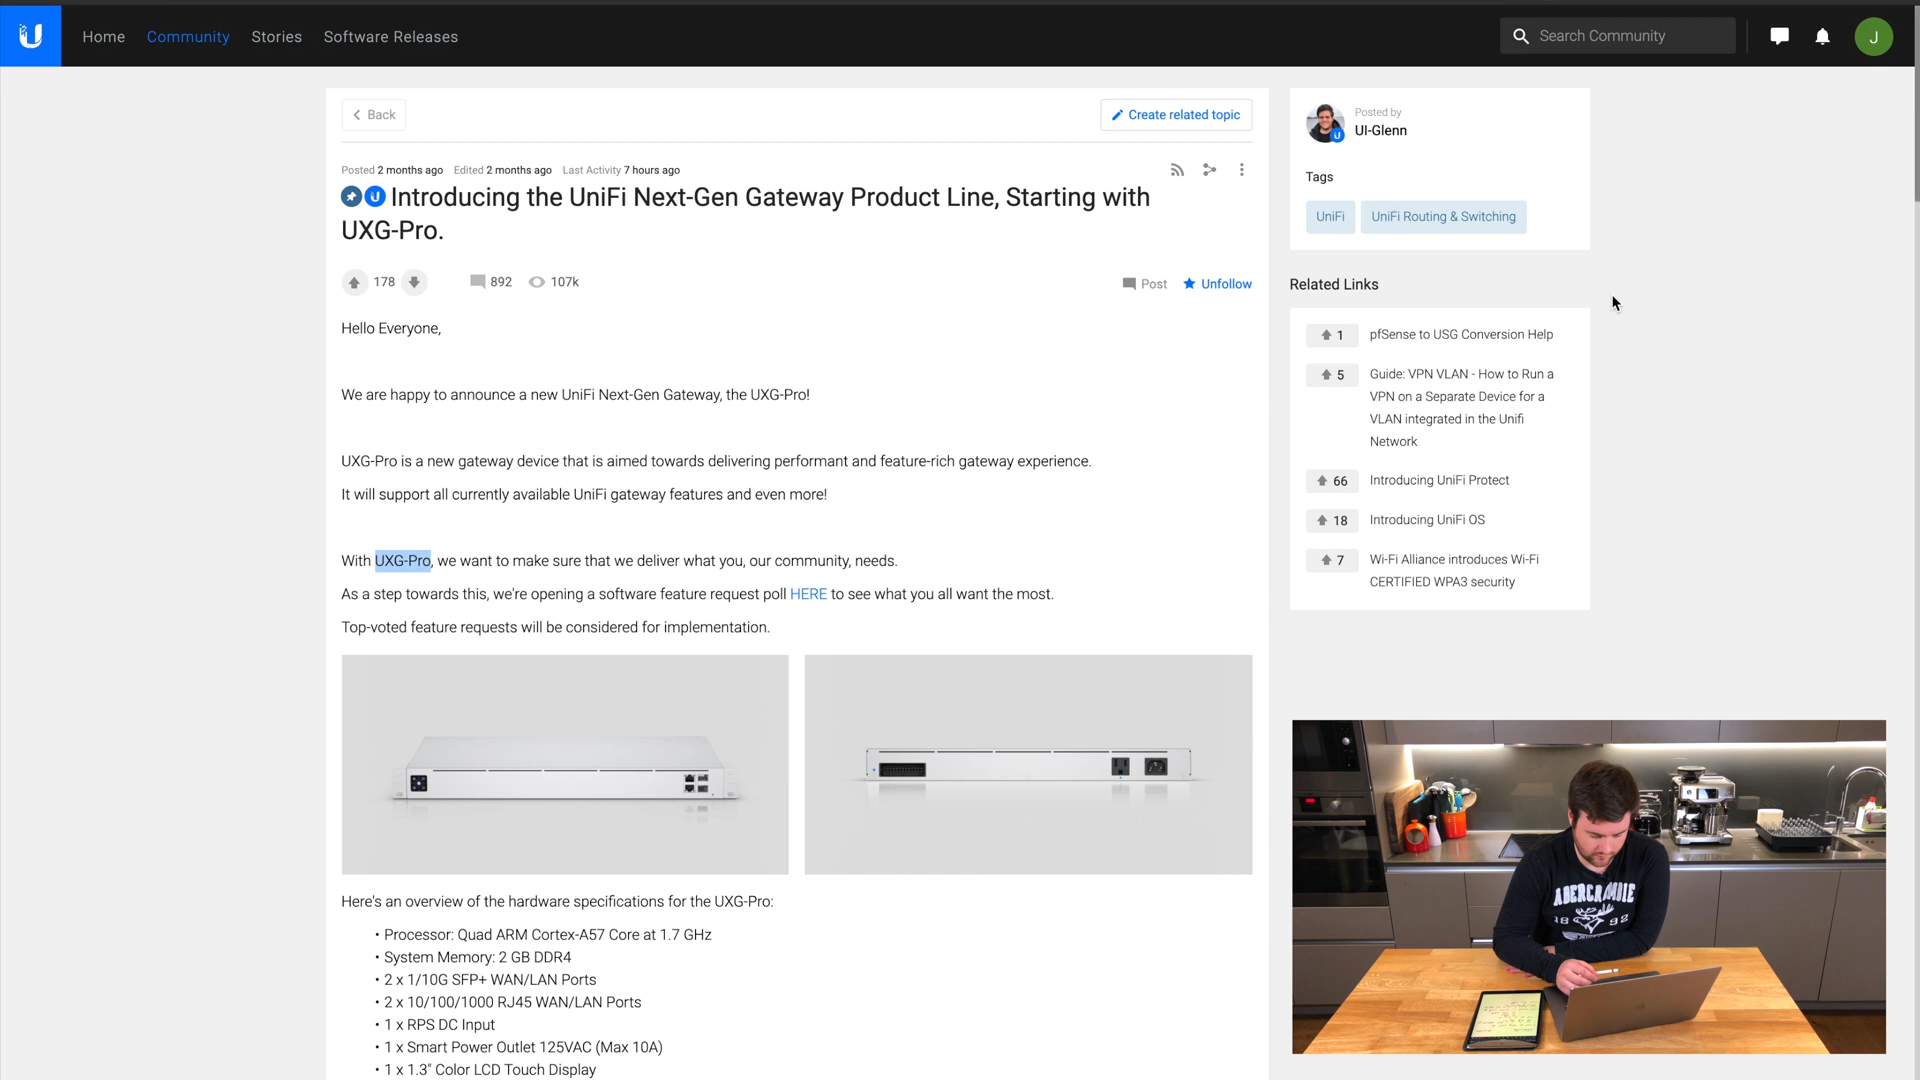 Home Community Stories Software Releases
Search Community
J
Back
Create related topic
Posted 2 months ago Edited 2 months ago Last Activity 7 hours ago
Introducing the UniFi Next-Gen Gateway Product Line, Starting with
UXG-Pro.
178 892 107k
Post Unfollow
Hello Everyone,
We are happy to announce a new UniFi Next-Gen Gateway, the UXG-Pro!
UXG-Pro is a new gateway device that is aimed towards delivering performant and feature-rich gateway experience.
It will support all currently available UniFi gateway features and even more!
With UXG-Pro, we want to make sure that we deliver what you, our community, needs.
As a step towards this, we're opening a software feature request poll HERE to see what you all want the most.
Top-voted feature requests will be considered for implementation.
Here's an overview of the hardware specifications for the UXG-Pro:
• Processor: Quad ARM Cortex-A57 Core at 1.7 GHz
• System Memory: 2 GB DDR4
• 2 x 1/10G SFP+ WAN/LAN Ports
• 2 x 10/100/1000 RJ45 WAN/LAN Ports
• 1 x RPS DC Input
• 1 x Smart Power Outlet 125VAC (Max 10A)
• 1 x 1.3" Color LCD Touch Display
Posted by
UI-Glenn
Tags
UniFi UniFi Routing & Switching
Related Links
1 pfSense to USG Conversion Help
5 Guide: VPN VLAN - How to Run a
VPN on a Separate Device for a
VLAN integrated in the Unifi
Network
66 Introducing UniFi Protect
18 Introducing UniFi OS
7 Wi-Fi Alliance introduces Wi-Fi
CERTIFIED WPA3 security
ABERCROMBIE
18 92